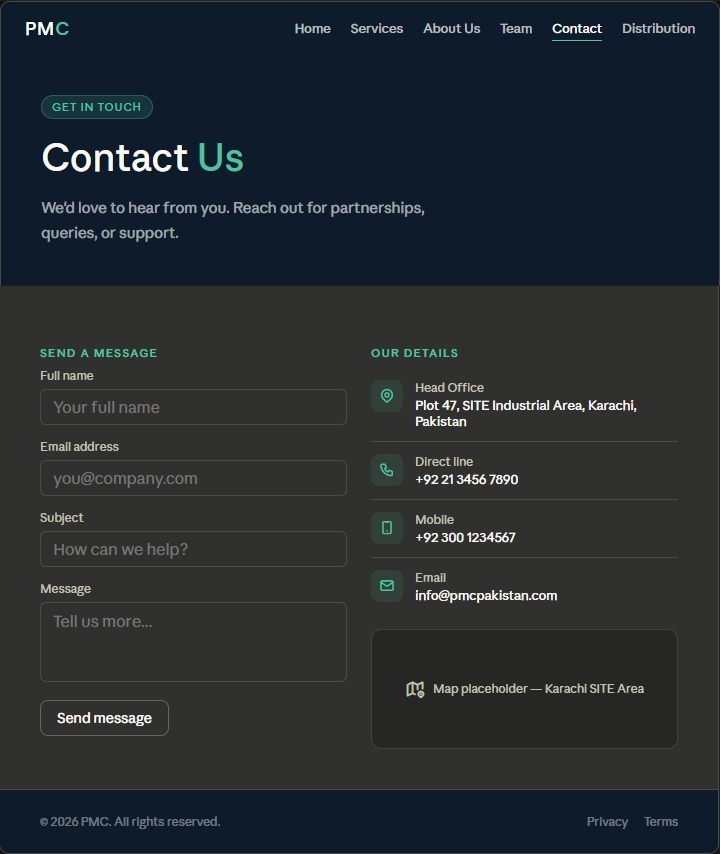 PMC
Home Services About Us Team Contact Distribution
GET IN TOUCH
Contact Us
We'd love to hear from you. Reach out for partnerships,
queries, or support.
SEND A MESSAGE
Full name
Your full name
Email address
you@company.com
Subject
How can we help?
Message
Tell us more...
Send message
OUR DETAILS
Head Office
Plot 47, SITE Industrial Area, Karachi,
Pakistan
Direct line
+92 21 3456 7890
Mobile
+92 300 1234567
Email
info@pmcpakistan.com
Map placeholder — Karachi SITE Area
© 2026 PMC. All rights reserved.
Privacy Terms